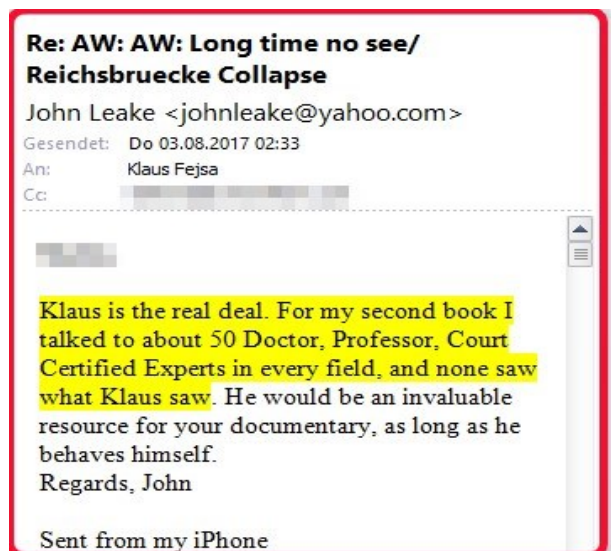 Re: AW: AW: Long time no see/
Reichsbruecke Collapse
John Leake <johnleake@yahoo.com>
Gesendet: Do 03.08.2017 02:33
An: Klaus Fejsa
Cc:
Klaus is the real deal. For my second book I
talked to about 50 Doctor, Professor, Court
Certified Experts in every field, and none saw
what Klaus saw. He would be an invaluable
resource for your documentary, as long as he
behaves himself.
Regards, John
Sent from my iPhone